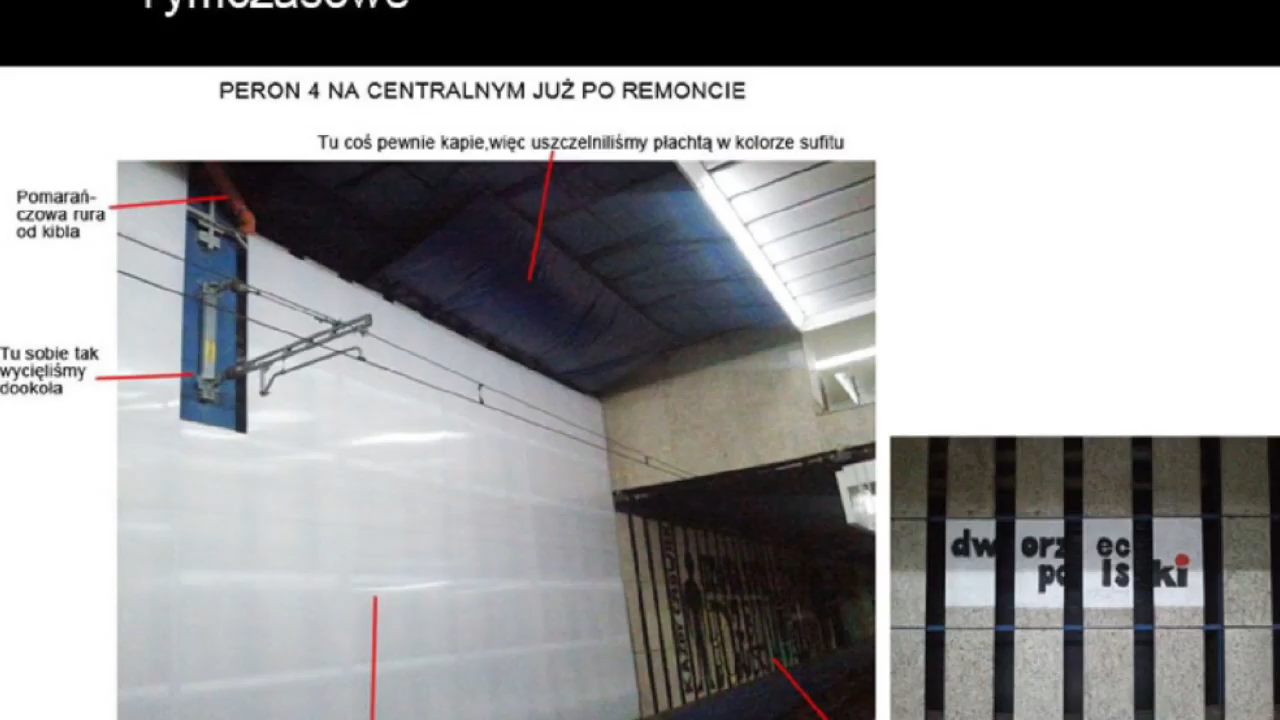 Tymczasowe
PERON 4 NA CENTRALNYM JUŻ PO REMONCIE
Tu coś pewnie kapie,więc uszczelniliśmy płachtą w kolorze sufitu
Pomarań-
czowa rura
od kibla
Tu sobie tak
wycięliśmy
dookoła
dw orz ec
po ls ki